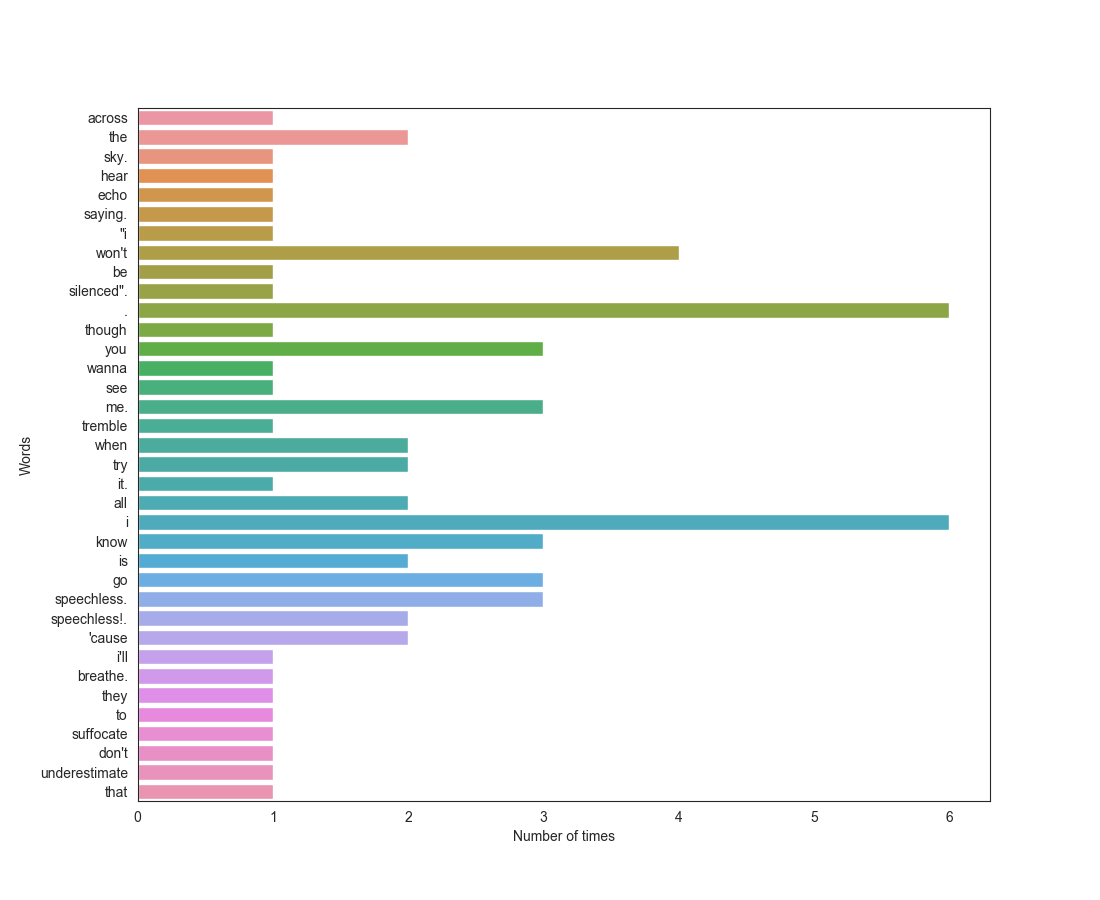 across
the
sky.
hear
echo
saying.
"i
won't
be
silenced".
.
though
you
wanna
see
me.
tremble
when
try
it.
all
i
know
is
go
speechless.
speechless!.
'cause
i'll
breathe.
they
to
suffocate
don't
underestimate
that
Words
0 1 2 3 4 5 6
Number of times